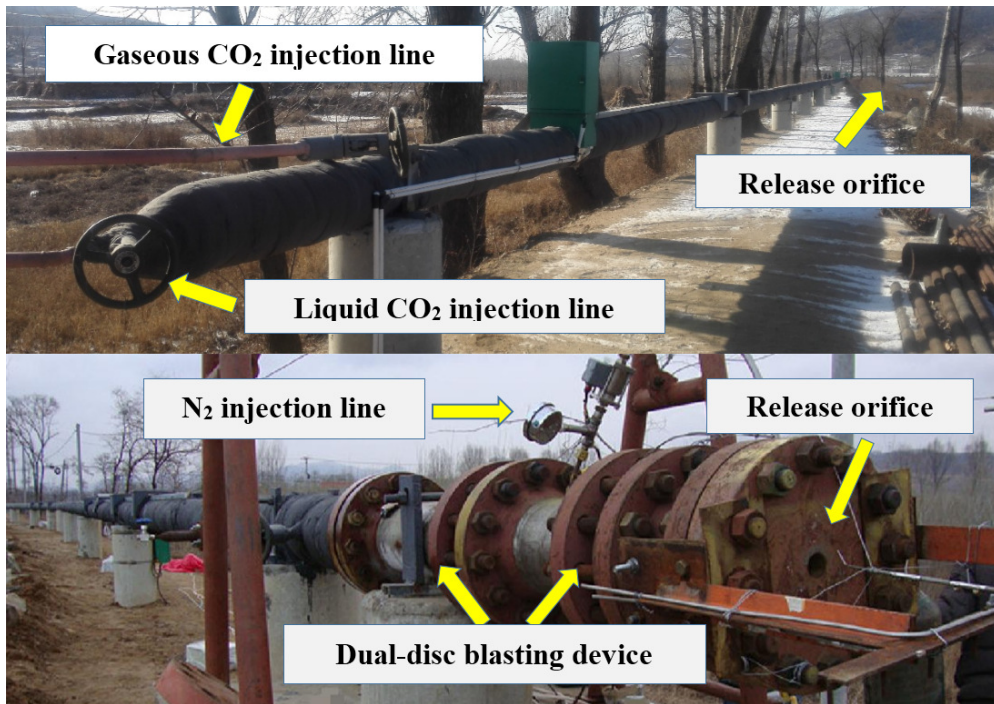 Gaseous CO₂ injection line
Release orifice
Liquid CO₂ injection line
N₂ injection line
Release orifice
Dual-disc blasting device